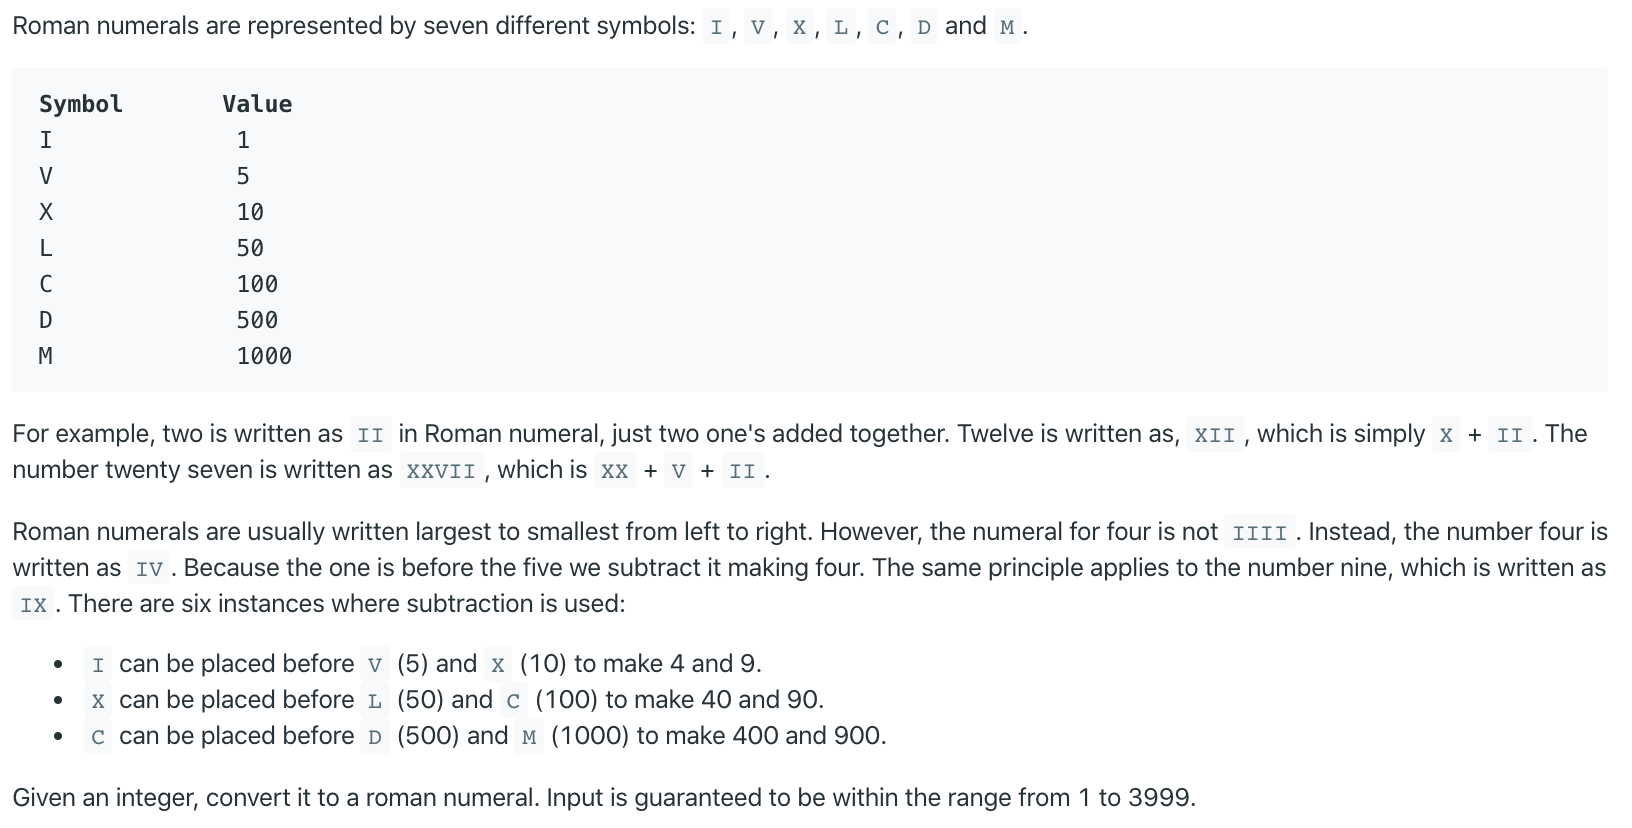 Roman numerals are represented by seven different symbols: I, V, X, L, C, D and M.
Symbol Value
I 1
V 5
X 10
L 50
C 100
D 500
M 1000
For example, two is written as II in Roman numeral, just two one's added together. Twelve is written as, XII, which is simply X + II. The
number twenty seven is written as XXVII, which is XX + V + II.
Roman numerals are usually written largest to smallest from left to right. However, the numeral for four is not IIII. Instead, the number four is
written as IV. Because the one is before the five we subtract it making four. The same principle applies to the number nine, which is written as
IX. There are six instances where subtraction is used:
• I can be placed before V (5) and X (10) to make 4 and 9.
• X can be placed before L (50) and C (100) to make 40 and 90.
• C can be placed before D (500) and M (1000) to make 400 and 900.
Given an integer, convert it to a roman numeral. Input is guaranteed to be within the range from 1 to 3999.